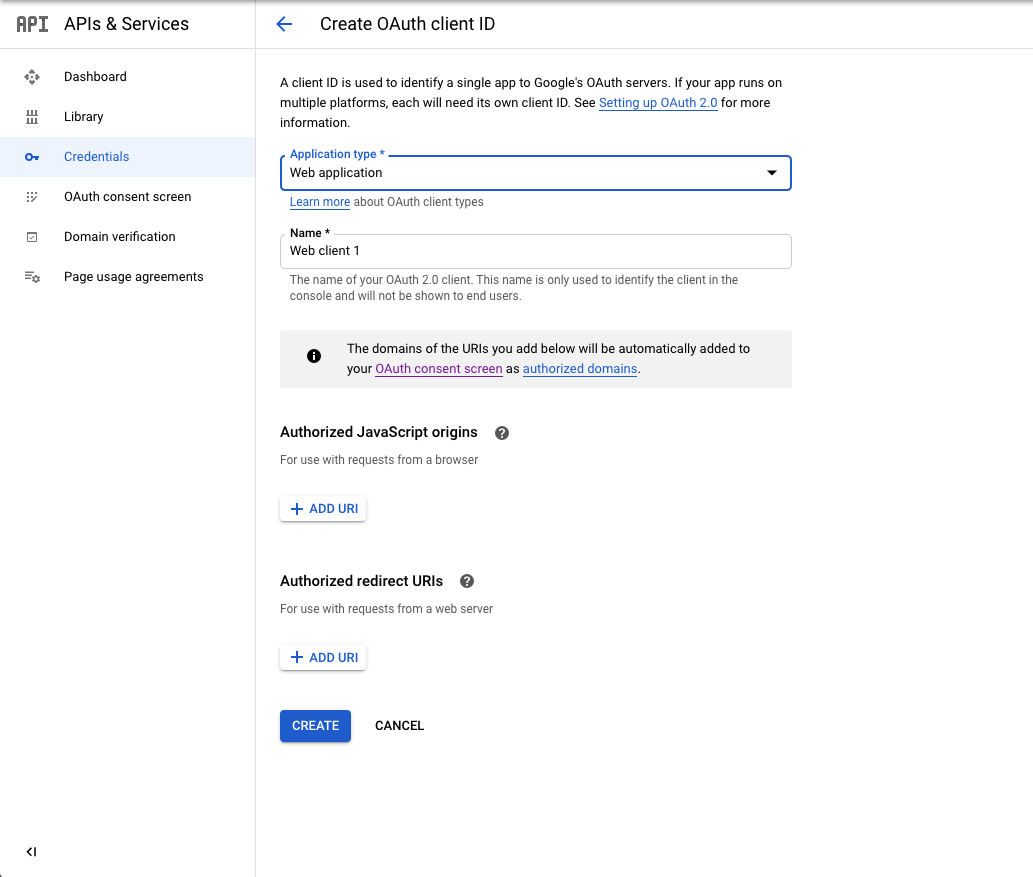 API APIs & Services
Create OAuth client ID
Dashboard
Library
Credentials
OAuth consent screen
Domain verification
Page usage agreements
A client ID is used to identify a single app to Google's OAuth servers. If your app runs on
multiple platforms, each will need its own client ID. See Setting up OAuth 2.0 for more
information.
Application type *
Web application
Learn more about OAuth client types
Name *
Web client 1
The name of your OAuth 2.0 client. This name is only used to identify the client in the
console and will not be shown to end users.
The domains of the URIs you add below will be automatically added to
your OAuth consent screen as authorized domains.
Authorized JavaScript origins
For use with requests from a browser
ADD URI
Authorized redirect URIs
For use with requests from a web server
ADD URI
CREATE CANCEL